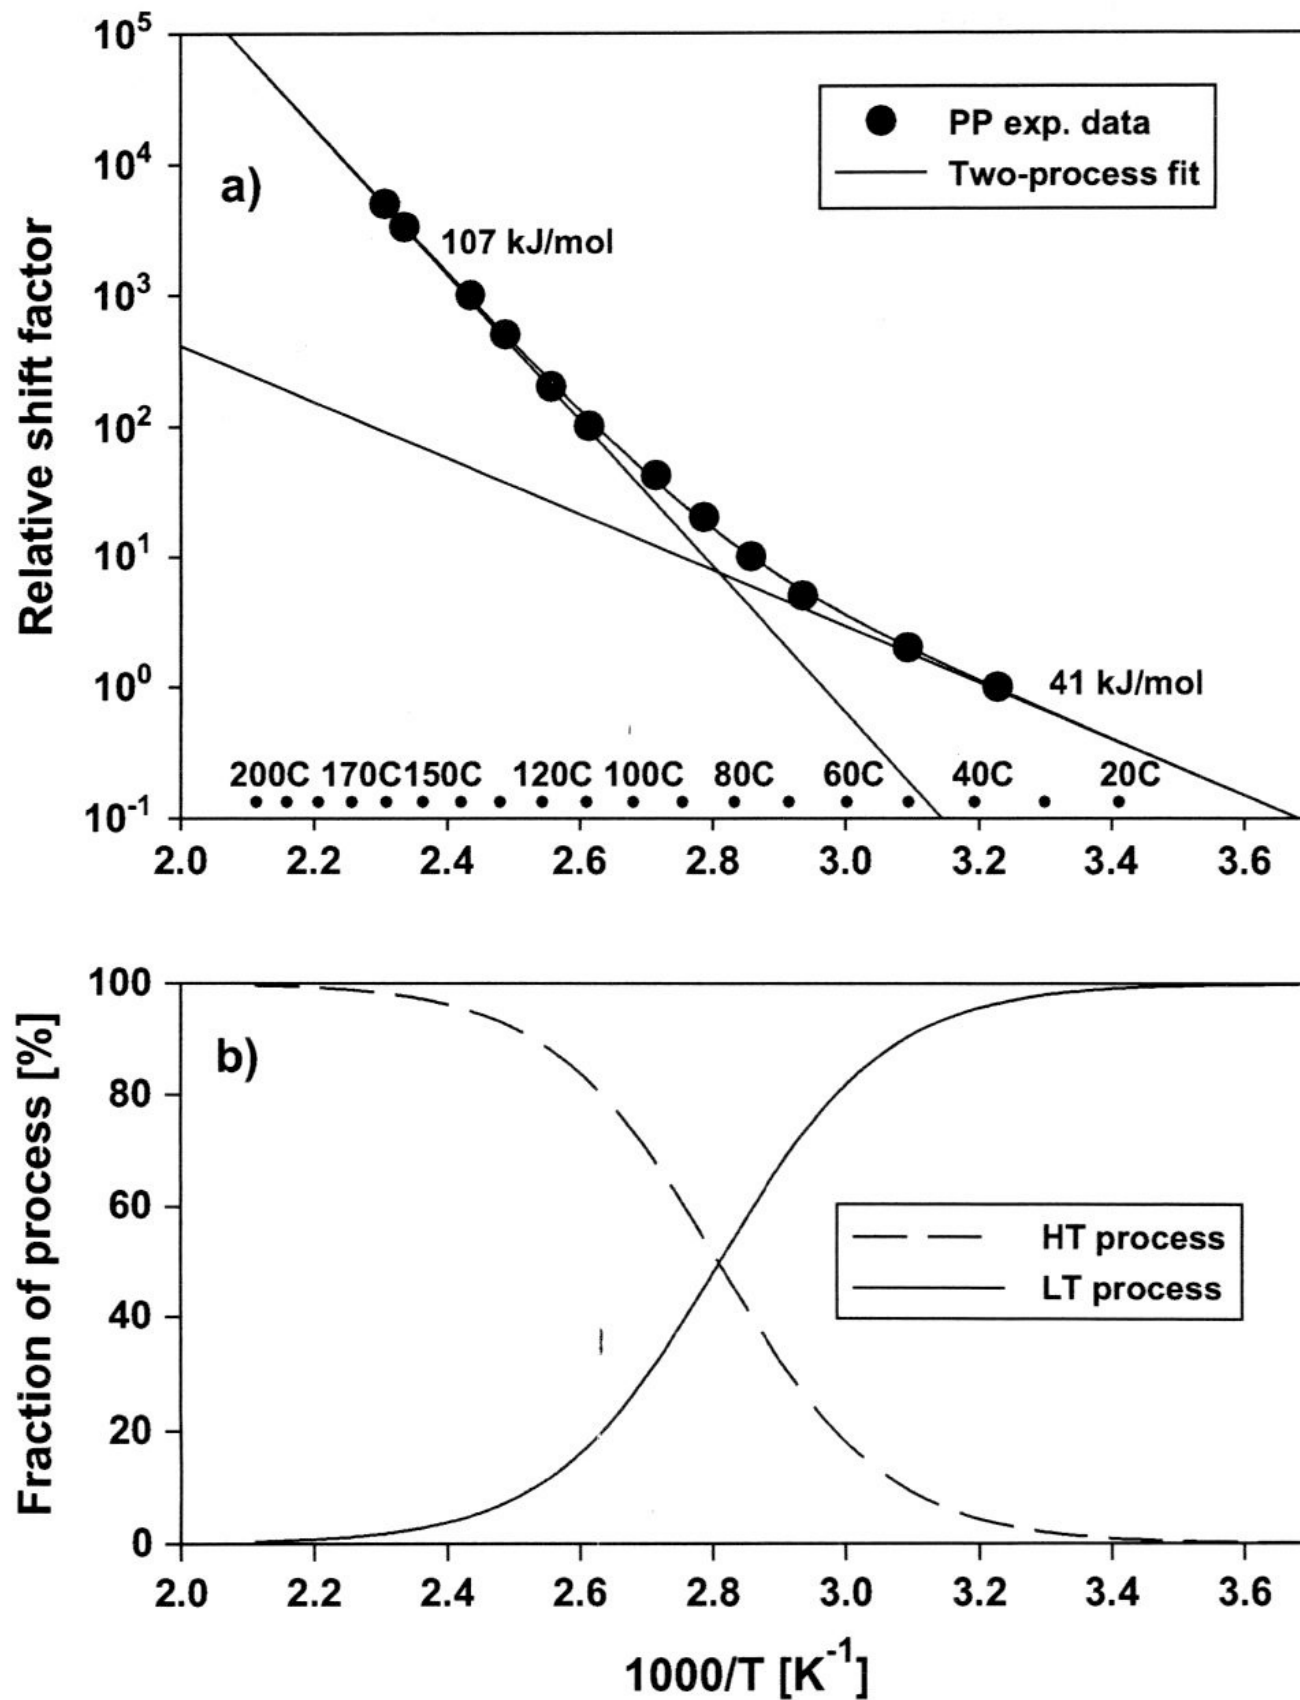 10^5
10^4
10^3
10^2
10^1
10^0
10^-1
Relative shift factor
a)
PP exp. data
Two-process fit
107 kJ/mol
41 kJ/mol
200C 170C 150C 120C 100C 80C 60C 40C 20C
2.0 2.2 2.4 2.6 2.8 3.0 3.2 3.4 3.6
100
80
60
40
20
0
Fraction of process [%]
b)
HT process
LT process
2.0 2.2 2.4 2.6 2.8 3.0 3.2 3.4 3.6
1000/T [K^-1]